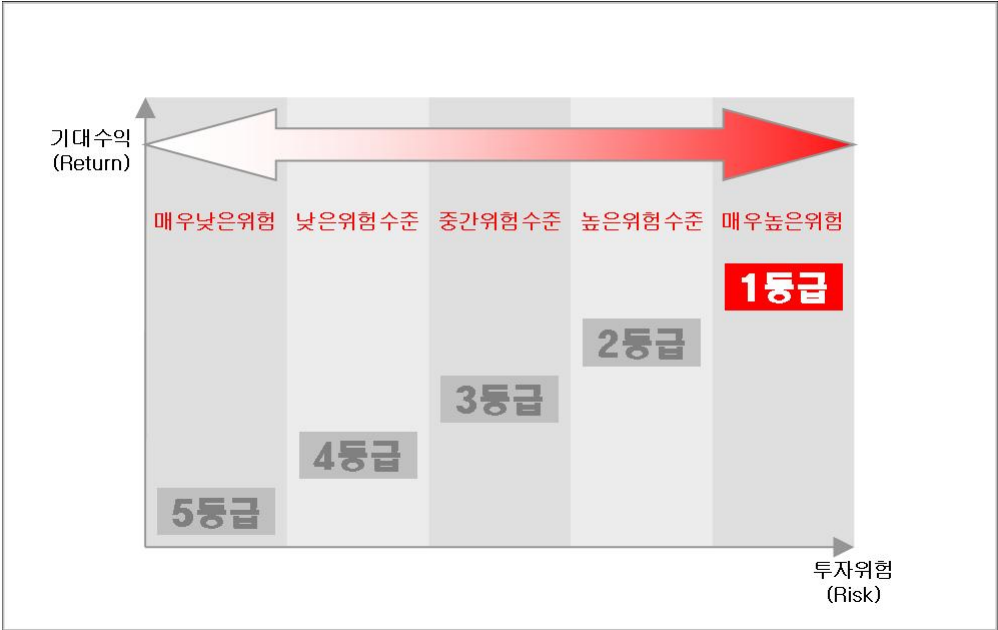 기대수익
(Return)
매우낮은위험 낮은위험수준 중간위험수준 높은위험수준 매우높은위험
1등급
2등급
3등급
4등급
5등급
투자위험
(Risk)